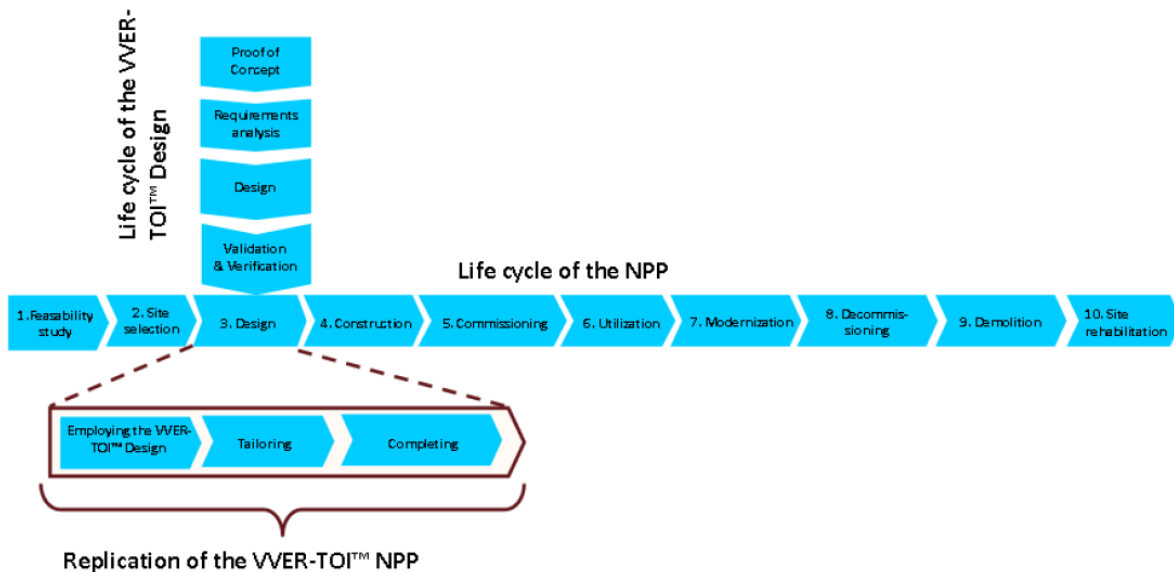 Life cycle of the VVER-
TOI™ Design
Proof of
Concept
Requirements
analysis
Design
Validation
& Verification
Life cycle of the NPP
1. Feasability
study
2. Site
selection
3. Design
4. Construction
5. Commissioning
6. Utilization
7. Modernization
8. Decommis-
sioning
9. Demolition
10. Site
rehabilitation
Employing the VVER-
TOI™ Design
Tailoring
Completing
Replication of the VVER-TOI™ NPP